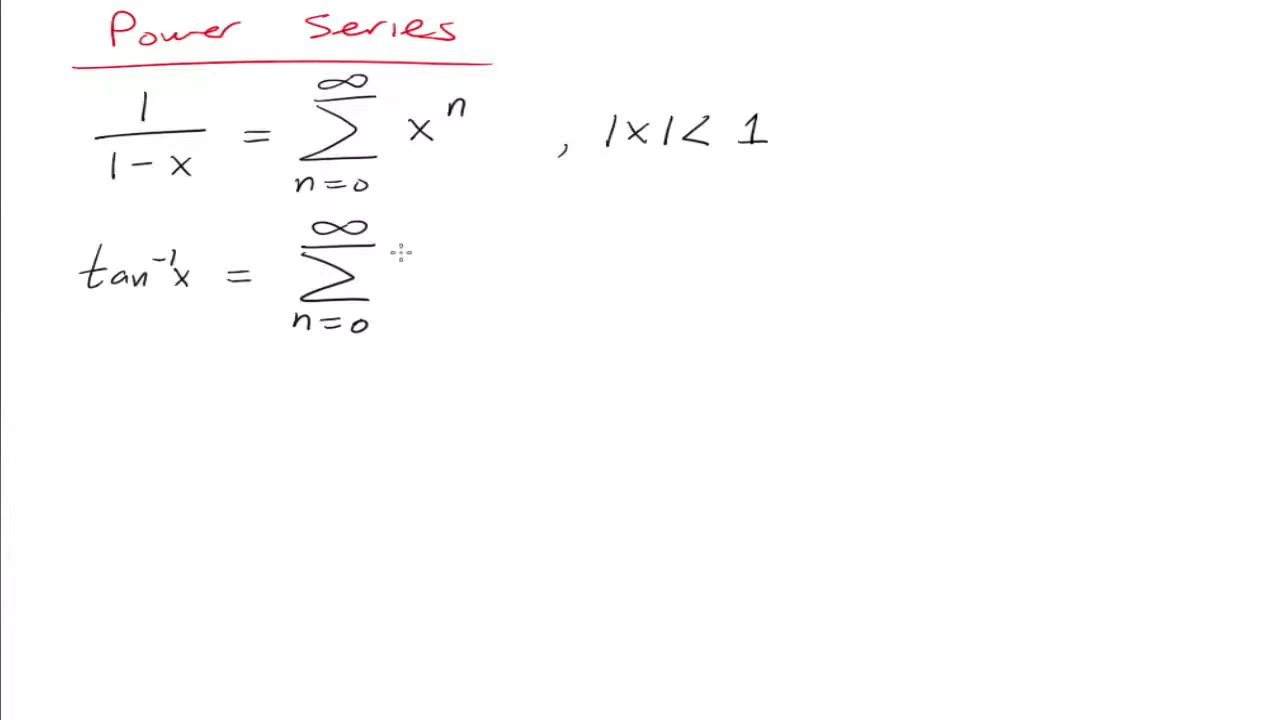 Power Series
1/(1-x) = ∑_{n=0}^{∞} x^n , |x| < 1
tan^{-1}x = ∑_{n=0}^{∞}